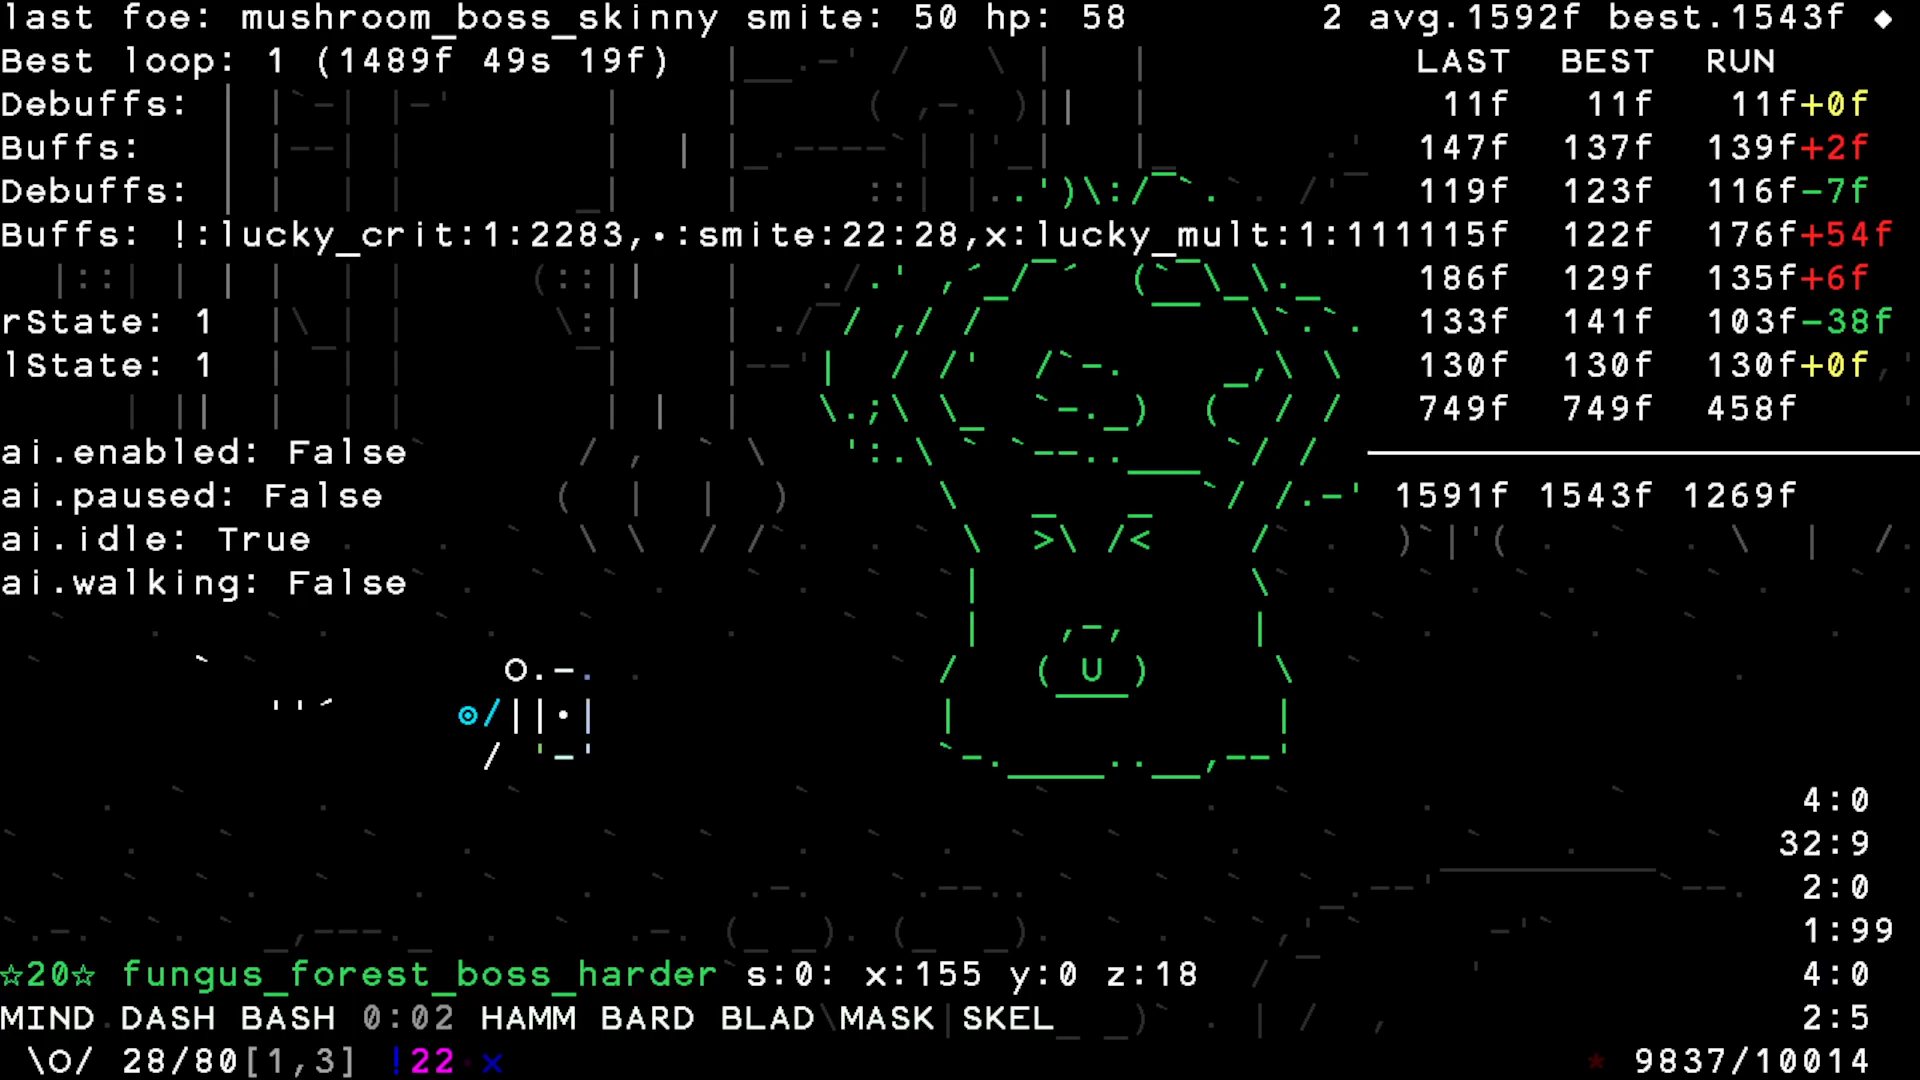 last foe: mushroom_boss_skinny smite: 50 hp: 58 2 avg.1592f best.1543f ◆
Best loop: 1 (1489f 49s 19f) LAST BEST RUN
Debuffs: 11f 11f 11f+0f
Buffs: 147f 137f 139f+2f
Debuffs: 119f 123f 116f-7f
Buffs: !:lucky_crit:1:2283,•:smite:22:28,x:lucky_mult:1:111115f 122f 176f+54f
186f 129f 135f+6f
rState: 1 133f 141f 103f-38f
lState: 1 130f 130f 130f+0f
749f 749f 458f
ai.enabled: False
ai.paused: False 1591f 1543f 1269f
ai.idle: True
ai.walking: False
4:0
32:9
2:0
1:99
☆20☆ fungus_forest_boss_harder s:0: x:155 y:0 z:18 4:0
MIND DASH BASH 0:02 HAMM BARD BLAD MASK SKEL 2:5
\O/ 28/80[1,3] !22 x * 9837/10014